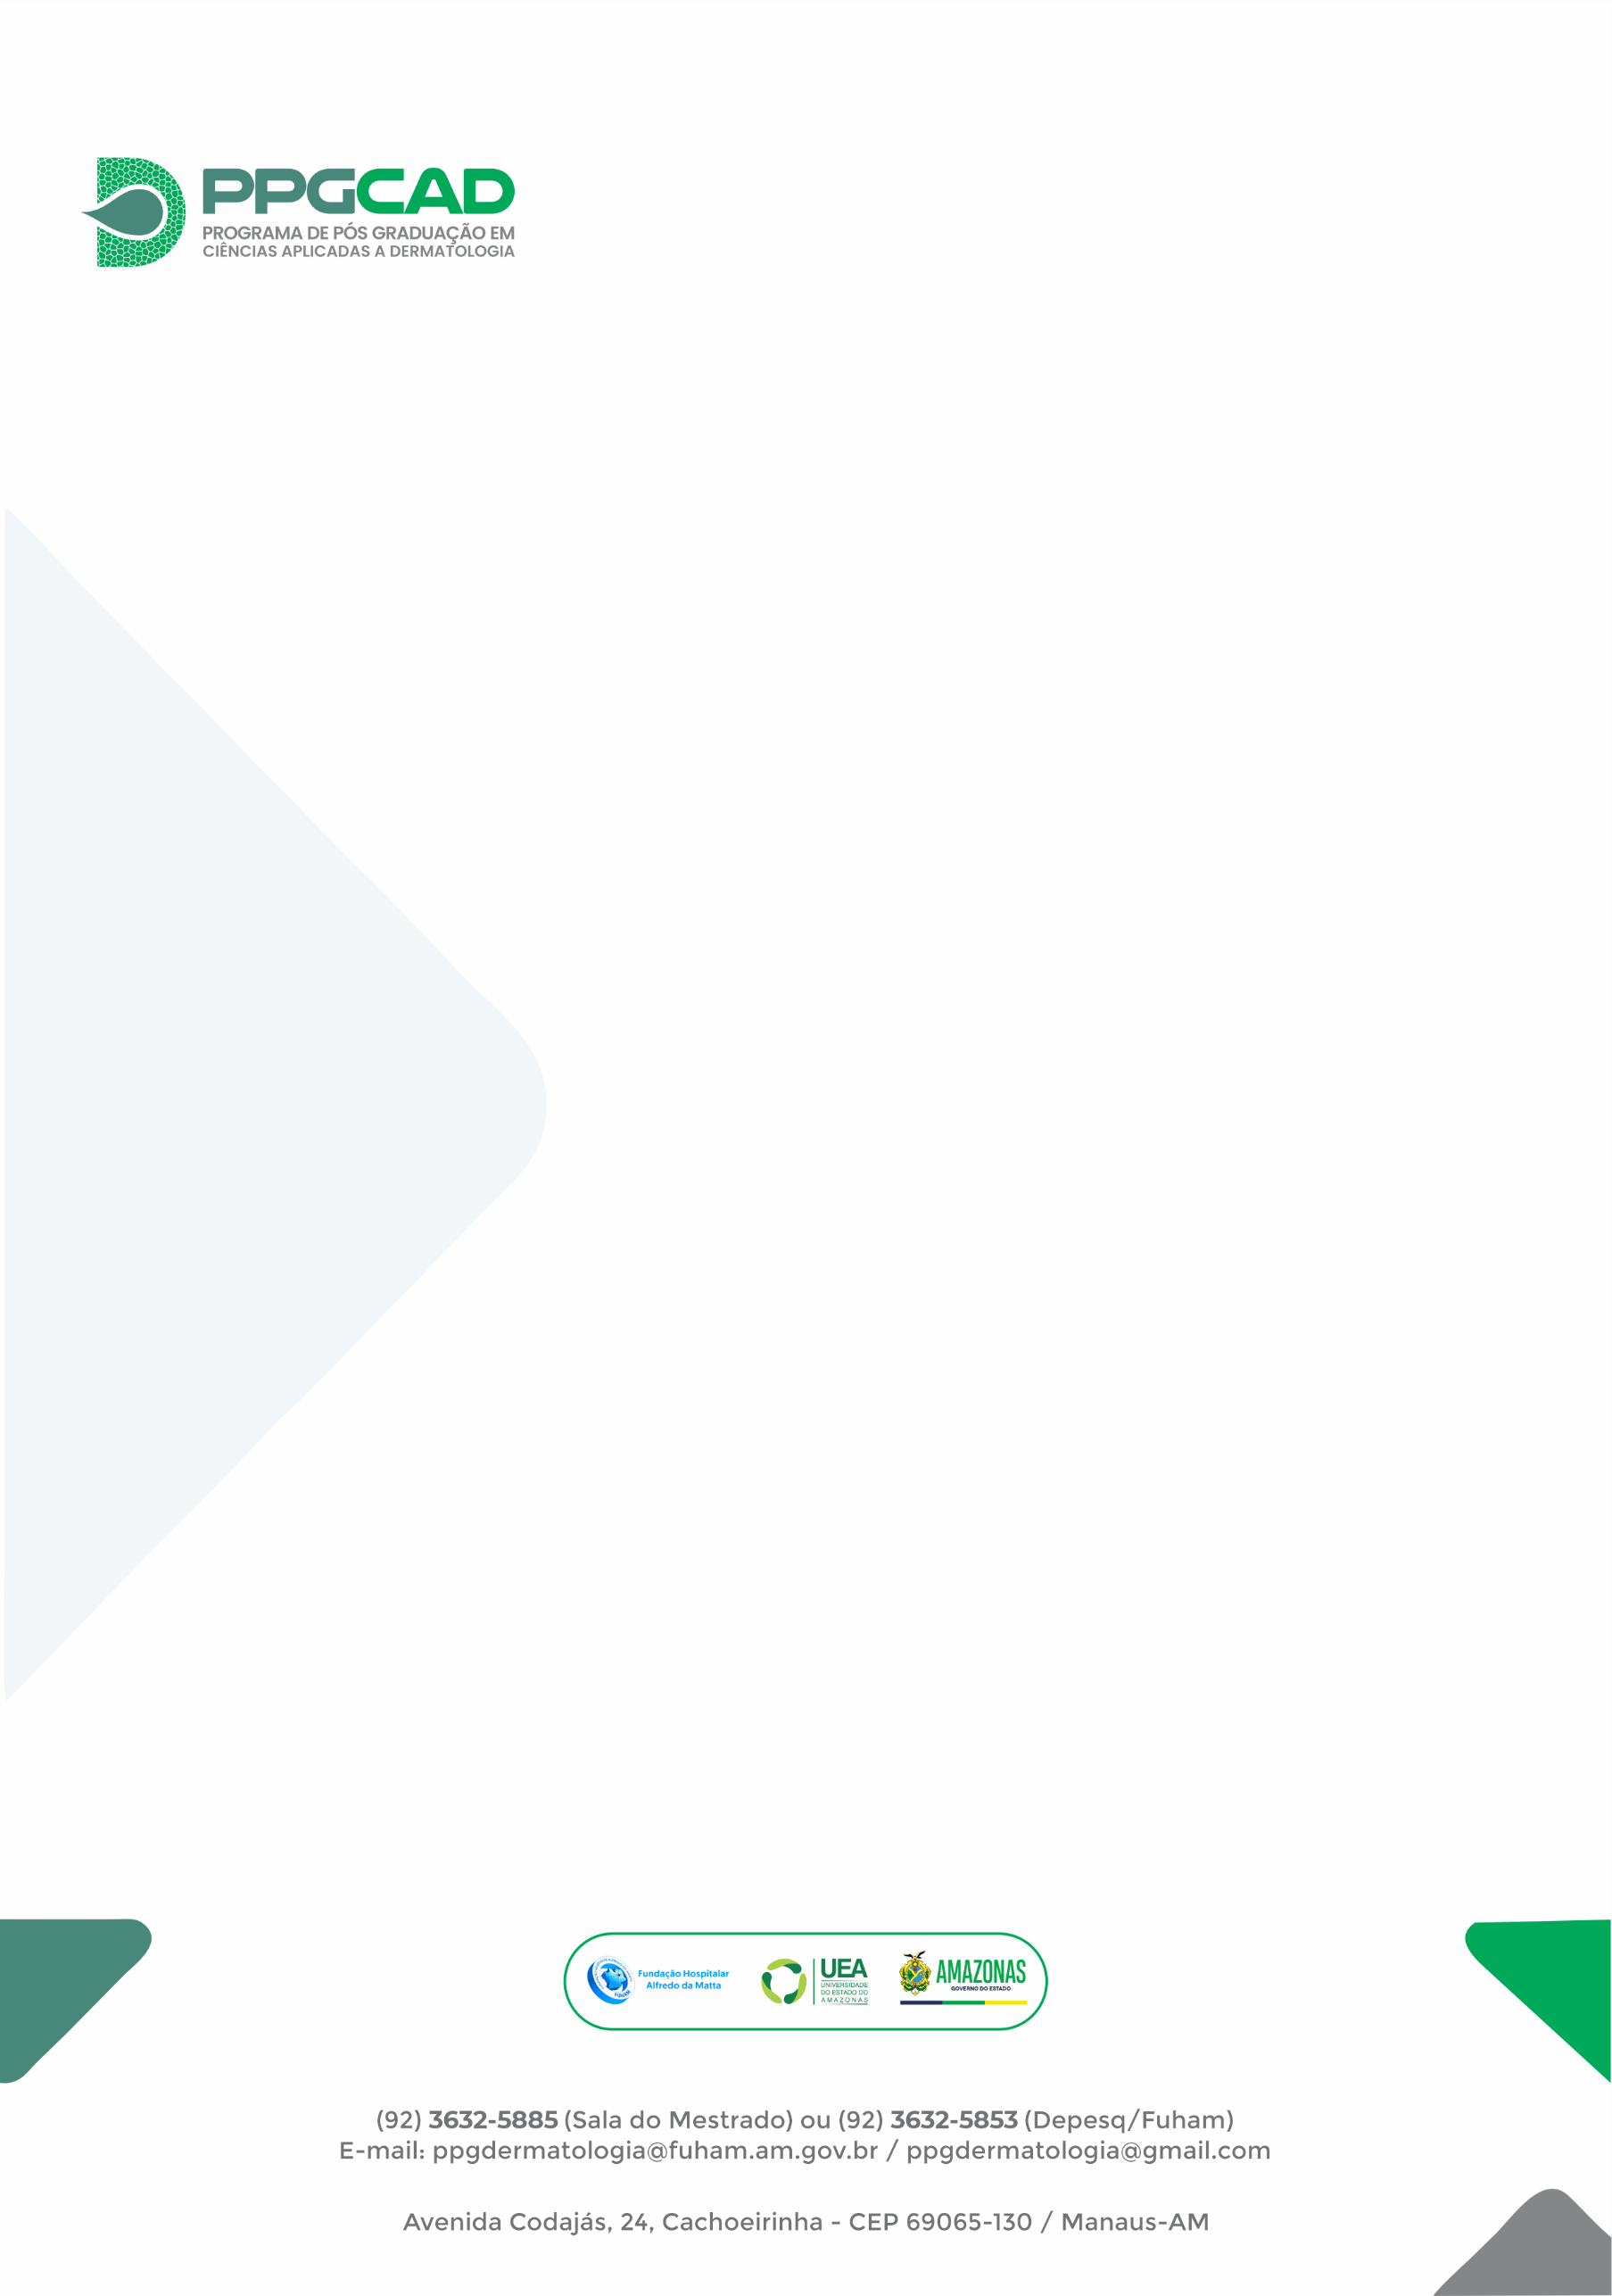 PPGCAD
PROGRAMA DE PÓS GRADUAÇÃO EM
CIÊNCIAS APLICADAS A DERMATOLOGIA
Fundação Hospitalar
Alfredo da Matta
UEA
UNIVERSIDADE
DO ESTADO DO
AMAZONAS
AMAZONAS
GOVERNO DO ESTADO
(92) 3632-5885 (Sala do Mestrado) ou (92) 3632-5853 (Depesq/Fuham)
E-mail: ppgdermatologia@fuham.am.gov.br / ppgdermatologia@gmail.com
Avenida Codajás, 24, Cachoeirinha - CEP 69065-130 / Manaus-AM